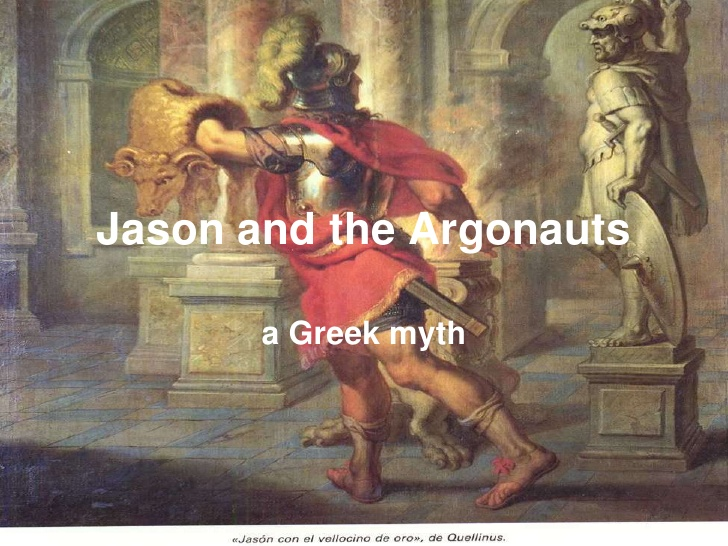 Jason and the Argonauts
a Greek myth
«Jasón con el vellocino de oro», de Quellinus.